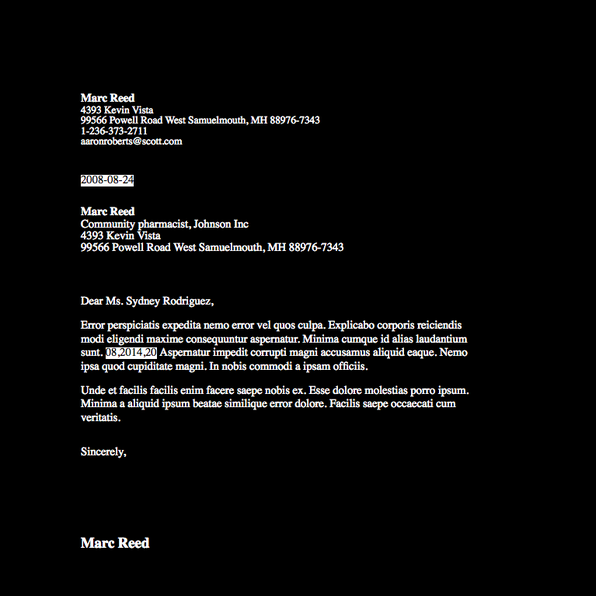 Marc Reed
4393 Kevin Vista
99566 Powell Road West Samuelmouth, MH 88976-7343
1-236-373-2711
aaronroberts@scott.com
2008-08-24
Marc Reed
Community pharmacist, Johnson Inc
4393 Kevin Vista
99566 Powell Road West Samuelmouth, MH 88976-7343
Dear Ms. Sydney Rodriguez,
Error perspiciatis expedita nemo error vel quos culpa. Explicabo corporis reiciendis
modi eligendi maxime consequuntur aspernatur. Minima cumque id alias laudantium
sunt. 08,2014,20 Aspernatur impedit corrupti magni accusamus aliquid eaque. Nemo
ipsa quod cupiditate magni. In nobis commodi a ipsam officiis.
Unde et facilis facilis enim facere saepe nobis ex. Esse dolore molestias porro ipsum.
Minima a aliquid ipsum beatae similique error dolore. Facilis saepe occaecati cum
veritatis.
Sincerely,
Marc Reed